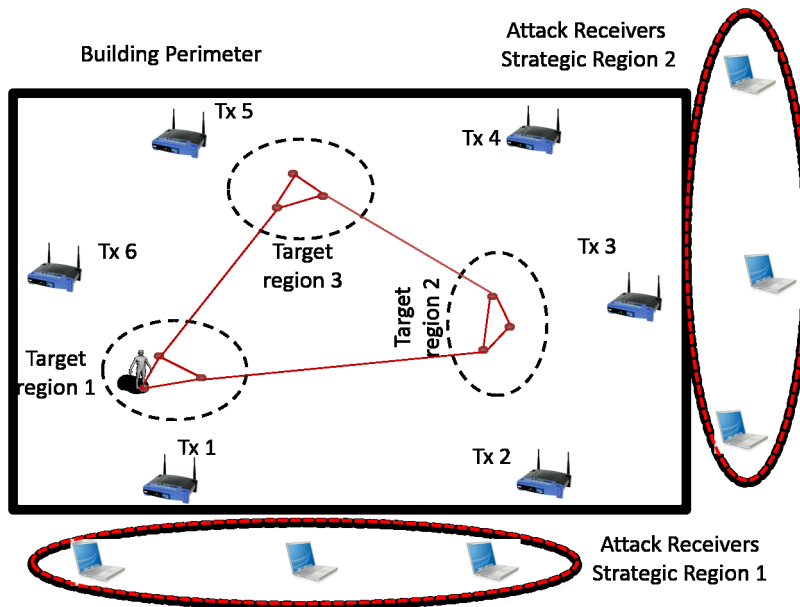 Attack Receivers
Strategic Region 2
Building Perimeter
Tx 5
Tx 4
Tx 6
Target
region 3
Tx 3
Target
region 2
Target
region 1
Tx 1
Tx 2
Attack Receivers
Strategic Region 1